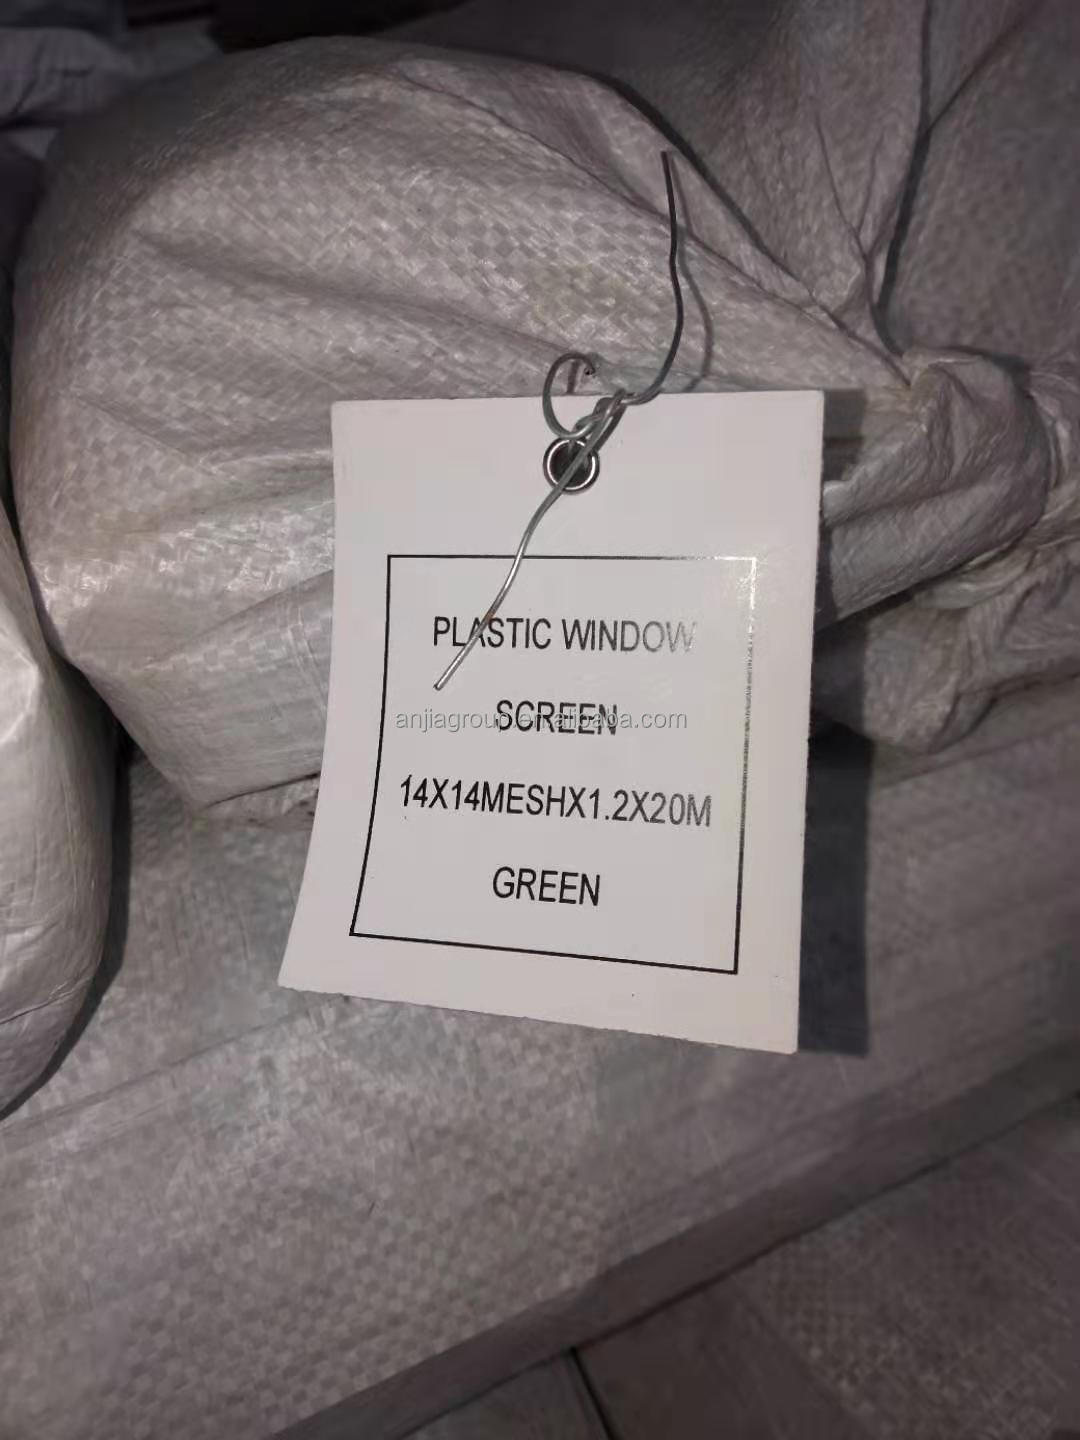 PLASTIC WINDOW
SCREEN
anjiagroup.en.alibaba.com
14X14MESHX1.2X20M
GREEN